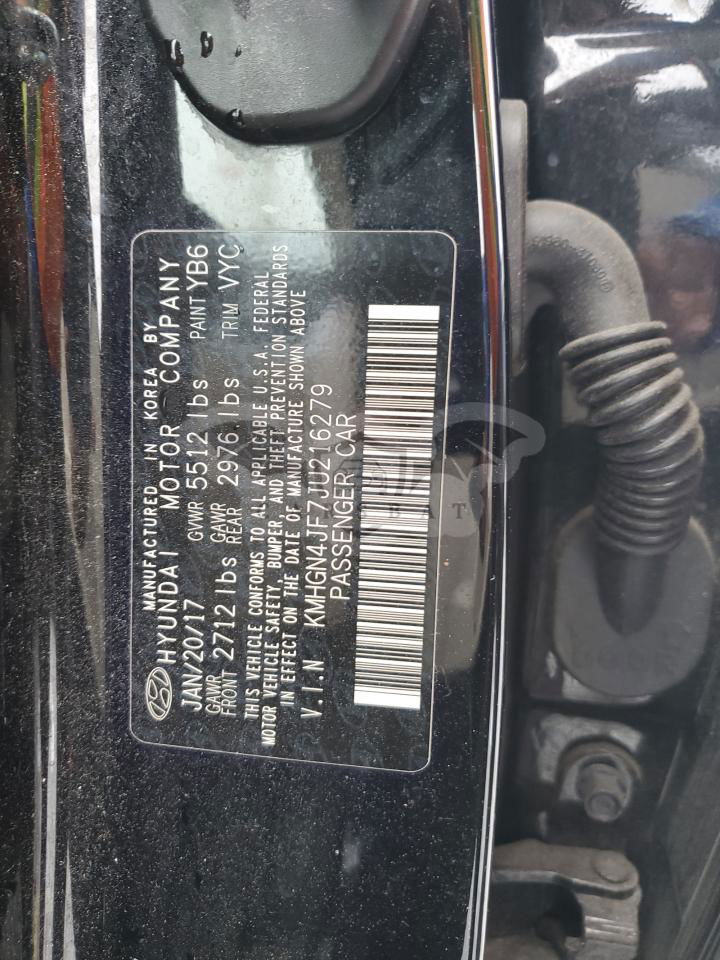 MANUFACTURED IN KOREA BY
HYUNDAI MOTOR COMPANY
JAN/20/17 GVWR 5512 lbs PAINT YB6
GAWR FRONT 2712 lbs GAWR REAR 2976 lbs TRIM VYC
THIS VEHICLE CONFORMS TO ALL APPLICABLE U.S.A. FEDERAL
MOTOR VEHICLE SAFETY, BUMPER, AND THEFT PREVENTION STANDARDS
IN EFFECT ON THE DATE OF MANUFACTURE SHOWN ABOVE
V.I.N KMHGN4JF7JU216279
PASSENGER CAR